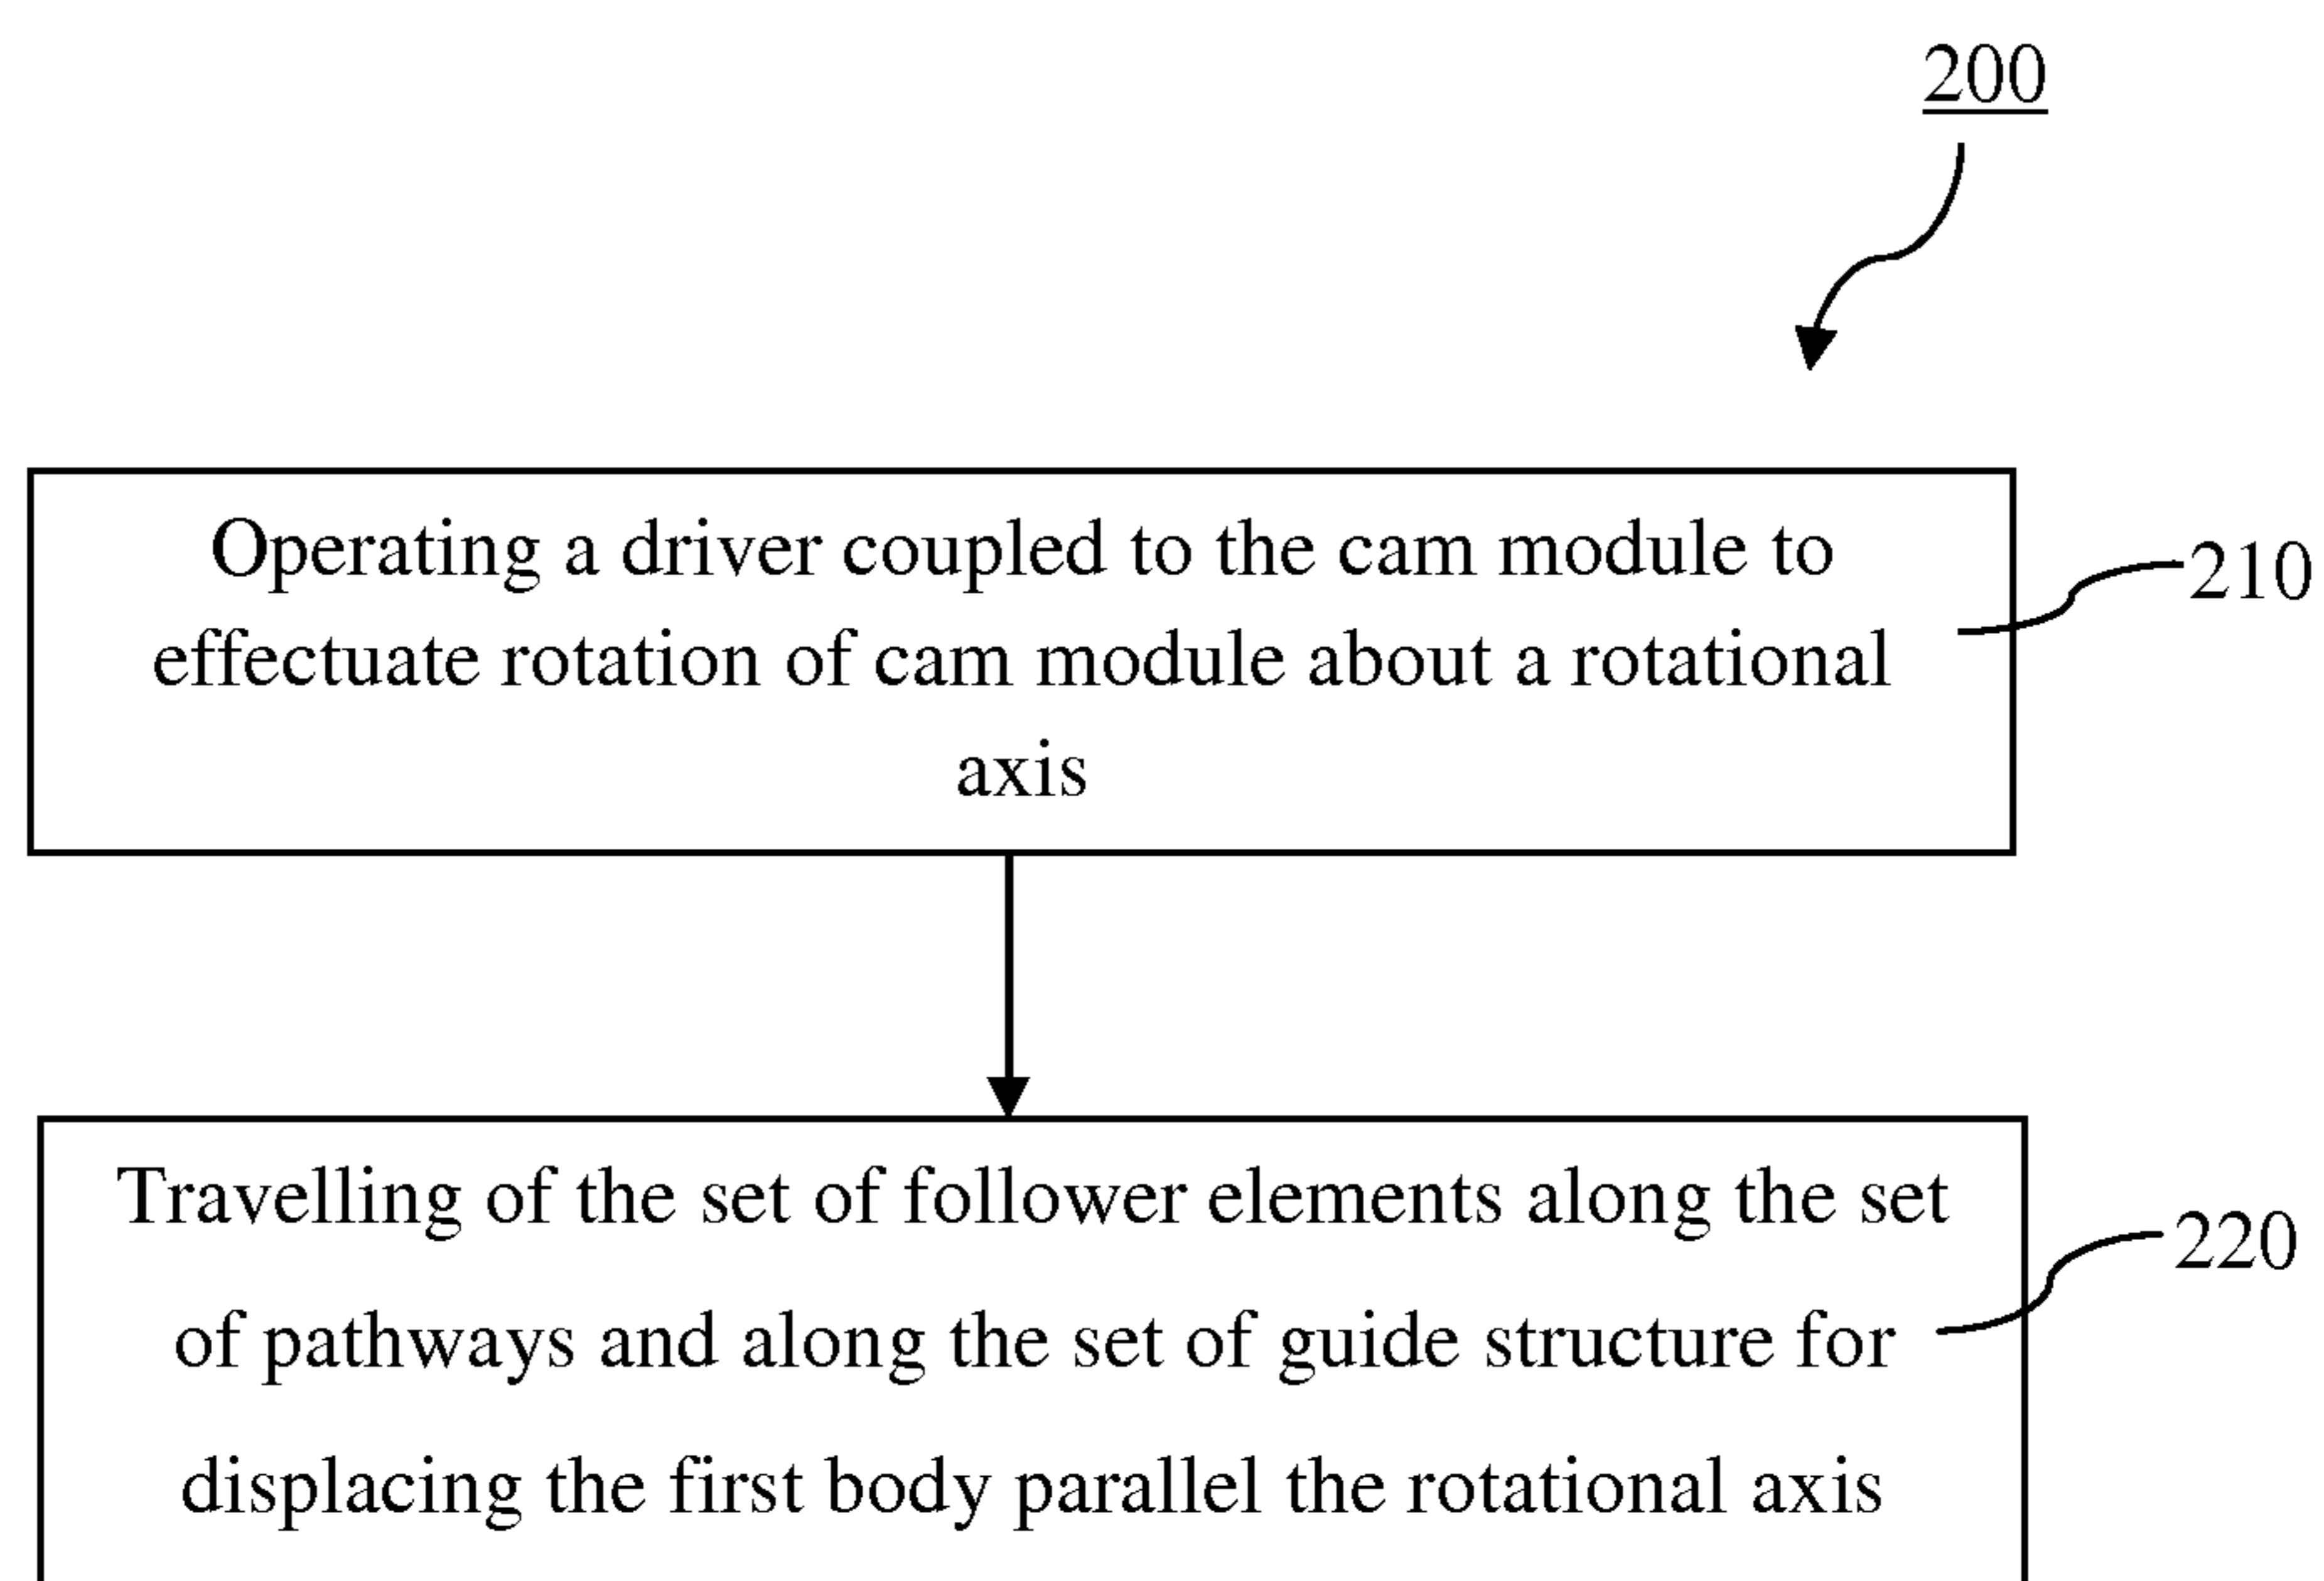 200
Operating a driver coupled to the cam module to
effectuate rotation of cam module about a rotational
axis
210
Travelling of the set of follower elements along the set
of pathways and along the set of guide structure for
displacing the first body parallel the rotational axis
220